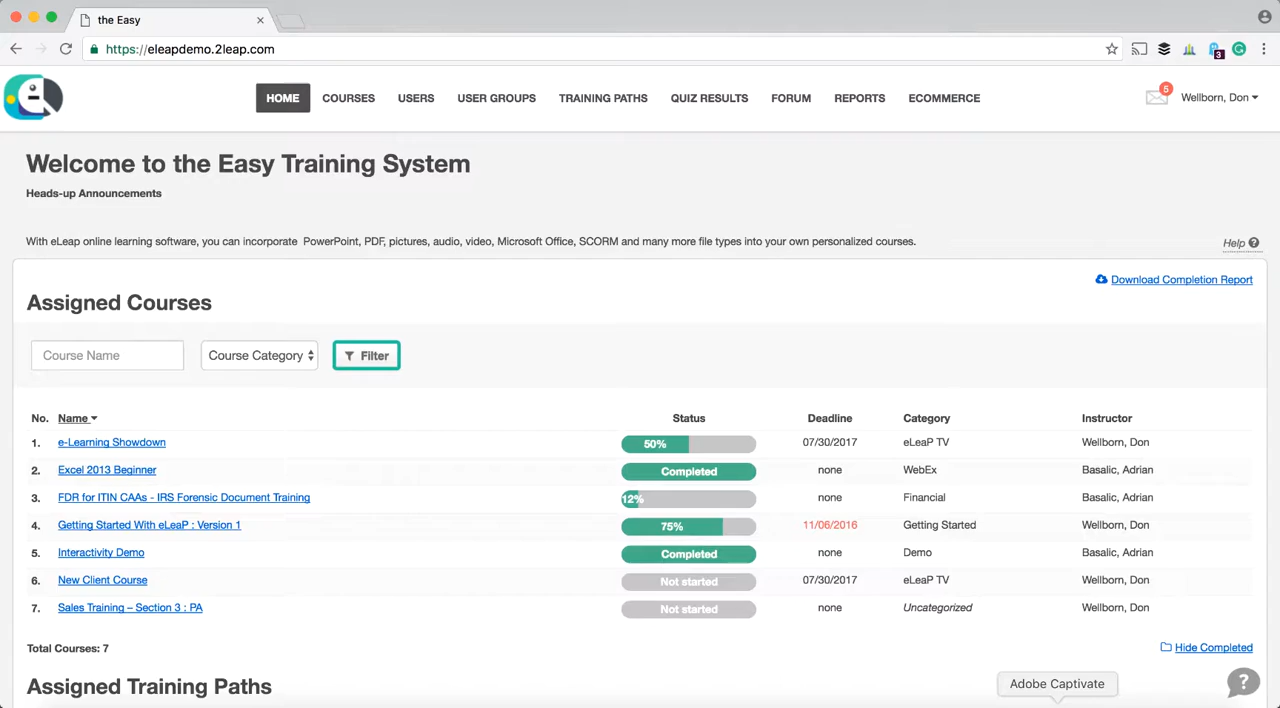 the Easy
https://eleapdemo.2leap.com
3
HOME COURSES USERS USER GROUPS TRAINING PATHS QUIZ RESULTS FORUM REPORTS ECOMMERCE
5
Wellborn, Don
Welcome to the Easy Training System
Heads-up Announcements
With eLeap online learning software, you can incorporate PowerPoint, PDF, pictures, audio, video, Microsoft Office, SCORM and many more file types into your own personalized courses.
Help ?
Download Completion Report
Assigned Courses
Course Name Course Category Filter
No. Name Status Deadline Category Instructor
1. e-Learning Showdown 50% 07/30/2017 eLeaP TV Wellborn, Don
2. Excel 2013 Beginner Completed none WebEx Basalic, Adrian
3. FDR for ITIN CAAs - IRS Forensic Document Training 12% none Financial Basalic, Adrian
4. Getting Started With eLeaP : Version 1 75% 11/06/2016 Getting Started Wellborn, Don
5. Interactivity Demo Completed none Demo Basalic, Adrian
6. New Client Course Not started 07/30/2017 eLeaP TV Wellborn, Don
7. Sales Training – Section 3 : PA Not started none Uncategorized Wellborn, Don
Total Courses: 7 Hide Completed
Assigned Training Paths
Adobe Captivate
?